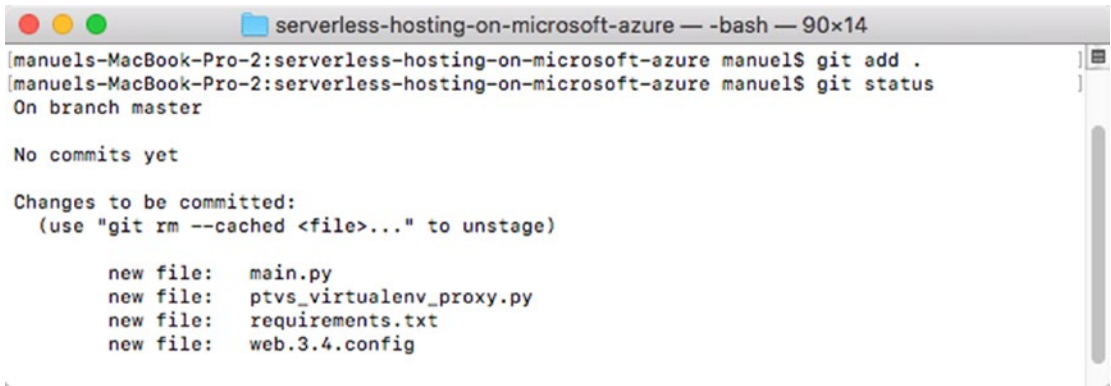 serverless-hosting-on-microsoft-azure — -bash — 90×14
[manuels-MacBook-Pro-2:serverless-hosting-on-microsoft-azure manuel$ git add . ]
[manuels-MacBook-Pro-2:serverless-hosting-on-microsoft-azure manuel$ git status ]
On branch master
No commits yet
Changes to be committed:
(use "git rm --cached <file>..." to unstage)
new file: main.py
new file: ptvs_virtualenv_proxy.py
new file: requirements.txt
new file: web.3.4.config